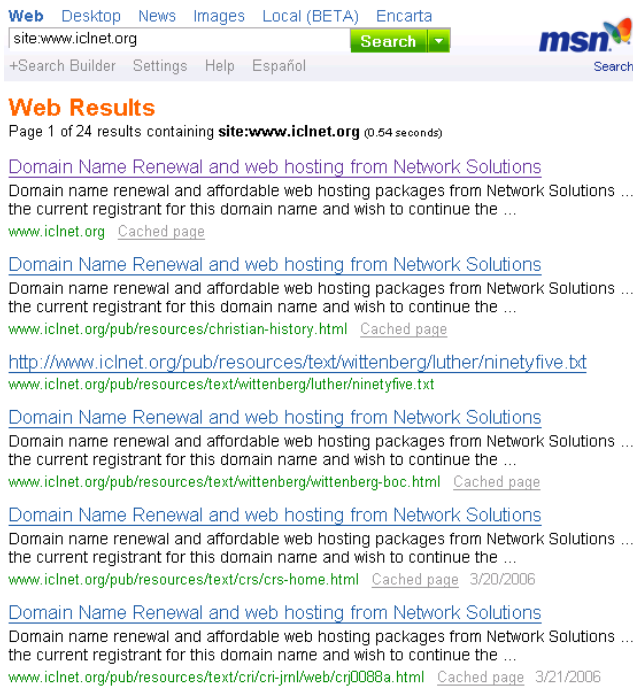 Web Desktop News Images Local (BETA) Encarta
site:www.iclnet.org Search
msn
+Search Builder Settings Help Español Search
Web Results
Page 1 of 24 results containing site:www.iclnet.org (0.54 seconds)
Domain Name Renewal and web hosting from Network Solutions
Domain name renewal and affordable web hosting packages from Network Solutions ...
the current registrant for this domain name and wish to continue the ...
www.iclnet.org Cached page
Domain Name Renewal and web hosting from Network Solutions
Domain name renewal and affordable web hosting packages from Network Solutions ...
the current registrant for this domain name and wish to continue the ...
www.iclnet.org/pub/resources/christian-history.html Cached page
http://www.iclnet.org/pub/resources/text/wittenberg/luther/ninetyfive.txt
www.iclnet.org/pub/resources/text/wittenberg/luther/ninetyfive.txt
Domain Name Renewal and web hosting from Network Solutions
Domain name renewal and affordable web hosting packages from Network Solutions ...
the current registrant for this domain name and wish to continue the ...
www.iclnet.org/pub/resources/text/wittenberg/wittenberg-boc.html Cached page
Domain Name Renewal and web hosting from Network Solutions
Domain name renewal and affordable web hosting packages from Network Solutions ...
the current registrant for this domain name and wish to continue the ...
www.iclnet.org/pub/resources/text/crs/crs-home.html Cached page 3/20/2006
Domain Name Renewal and web hosting from Network Solutions
Domain name renewal and affordable web hosting packages from Network Solutions ...
the current registrant for this domain name and wish to continue the ...
www.iclnet.org/pub/resources/text/cri/cri-jrnl/web/crj0088a.html Cached page 3/21/2006